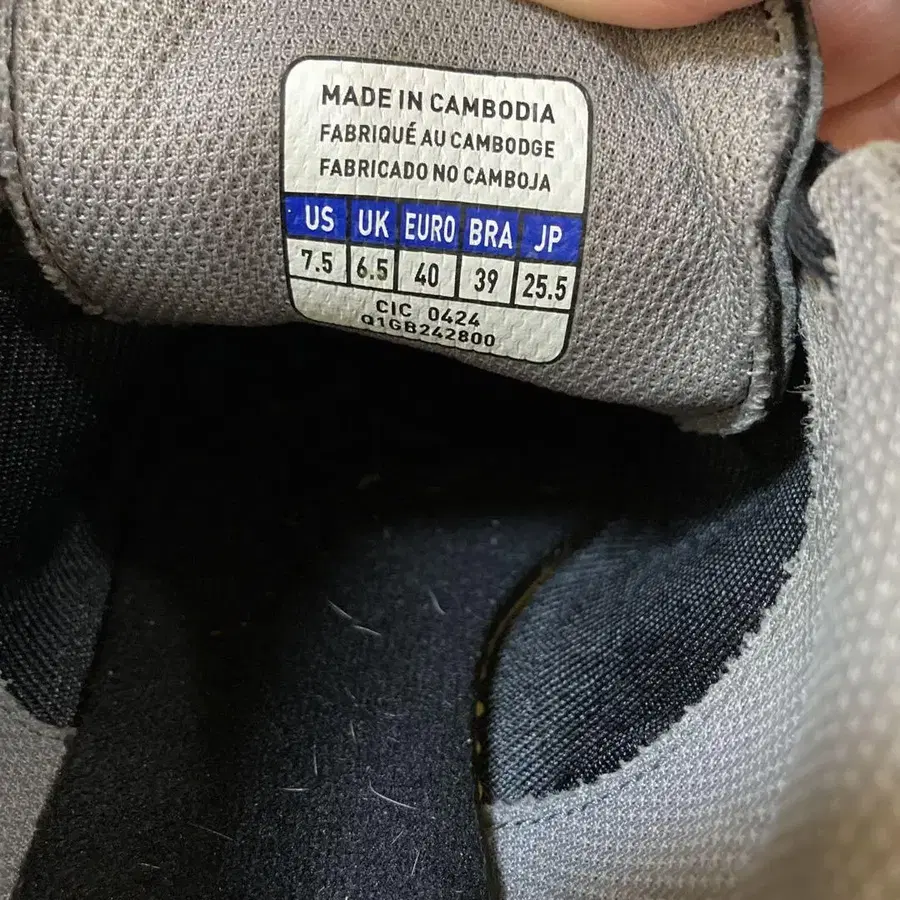 MADE IN CAMBODIA
FABRIQUÉ AU CAMBODGE
FABRICADO NO CAMBOJA
US UK EURO BRA JP
7.5 6.5 40 39 25.5
CIC 0424
Q1GB242800